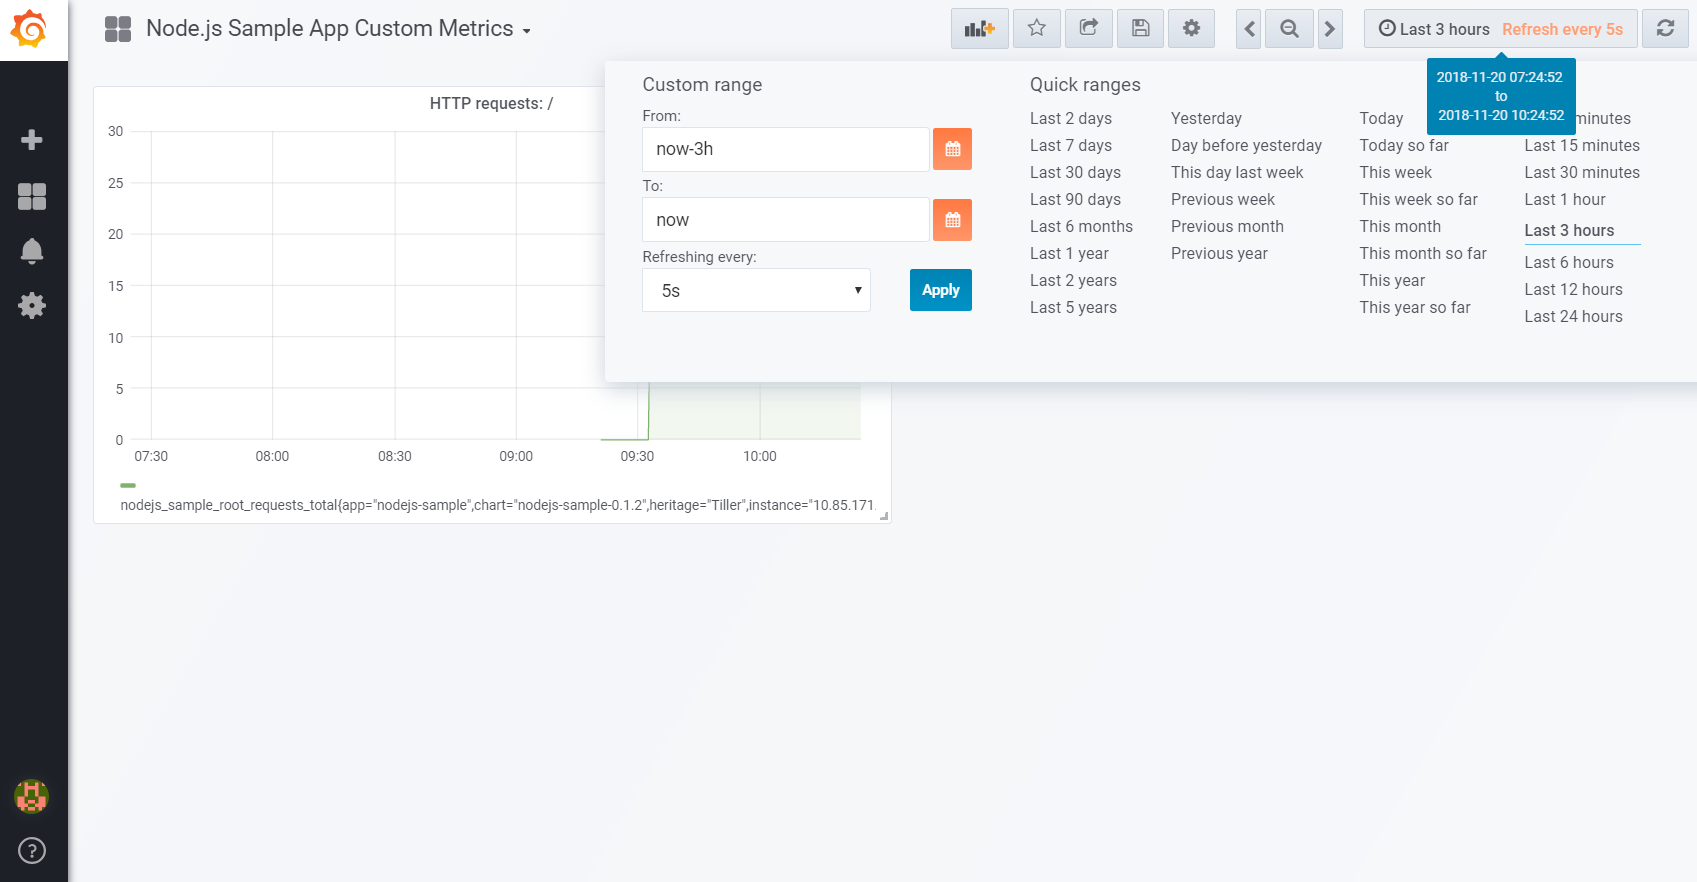 Node.js Sample App Custom Metrics
Last 3 hours Refresh every 5s
2018-11-20 07:24:52
to
2018-11-20 10:24:52
HTTP requests: /
30
25
20
15
10
5
0
07:30 08:00 08:30 09:00 09:30 10:00
nodejs_sample_root_requests_total{app="nodejs-sample",chart="nodejs-sample-0.1.2",heritage="Tiller",instance="10.85.171.
Custom range
From:
now-3h
To:
now
Refreshing every:
5s
Apply
Quick ranges
Last 2 days
Last 7 days
Last 30 days
Last 90 days
Last 6 months
Last 1 year
Last 2 years
Last 5 years
Yesterday
Day before yesterday
This day last week
Previous week
Previous month
Previous year
Today
Today so far
This week
This week so far
This month
This month so far
This year
This year so far
minutes
Last 15 minutes
Last 30 minutes
Last 1 hour
Last 3 hours
Last 6 hours
Last 12 hours
Last 24 hours
?